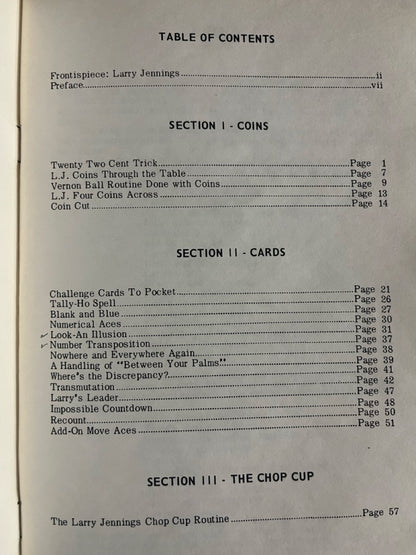 TABLE OF CONTENTS
Frontispiece: Larry Jennings.......................................................ii
Preface.......................................................................................vii
SECTION I - COINS
Twenty Two Cent Trick.......................................................Page 1
L.J. Coins Through the Table...............................................Page 7
Vernon Ball Routine Done with Coins....................................Page 9
L.J. Four Coins Across.......................................................Page 13
Coin Cut............................................................................Page 14
SECTION II - CARDS
Challenge Cards To Pocket..................................................Page 21
Tally-Ho Spell....................................................................Page 26
Blank and Blue...................................................................Page 27
Numerical Aces..................................................................Page 30
✓ Look-An Illusion................................................................Page 31
✓ Number Transposition.........................................................Page 37
Nowhere and Everywhere Again...........................................Page 38
A Handling of "Between Your Palms"....................................Page 39
Where's the Discrepancy?...................................................Page 41
Transmutation....................................................................Page 42
Larry's Leader...................................................................Page 47
Impossible Countdown........................................................Page 48
Recount.............................................................................Page 50
Add-On Move Aces.............................................................Page 51
SECTION III - THE CHOP CUP
The Larry Jennings Chop Cup Routine...................................Page 57